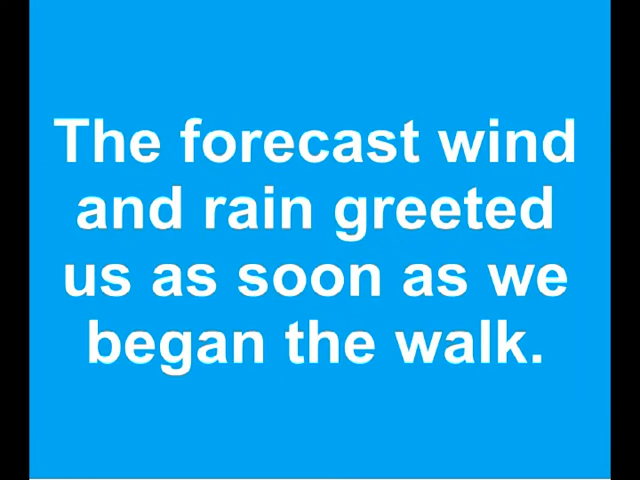 The forecast wind
and rain greeted
us as soon as we
began the walk.